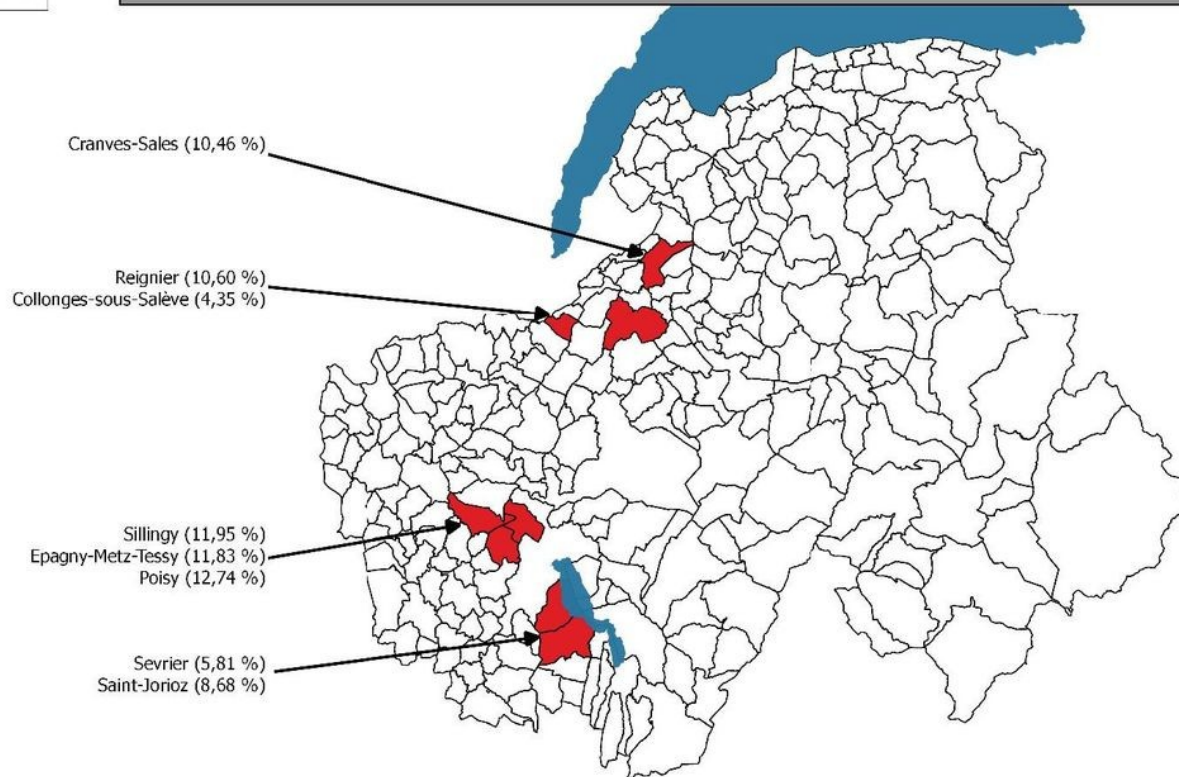 Cranves-Sales (10,46 %)
Reignier (10,60 %)
Collonges-sous-Salève (4,35 %)
Sillingy (11,95 %)
Epagny-Metz-Tessy (11,83 %)
Poisy (12,74 %)
Sevrier (5,81 %)
Saint-Jorioz (8,68 %)